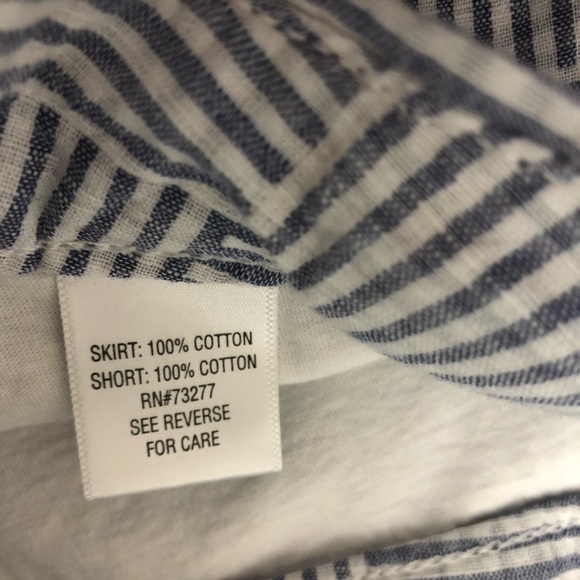 SKIRT: 100% COTTON
SHORT: 100% COTTON
RN#73277
SEE REVERSE
FOR CARE